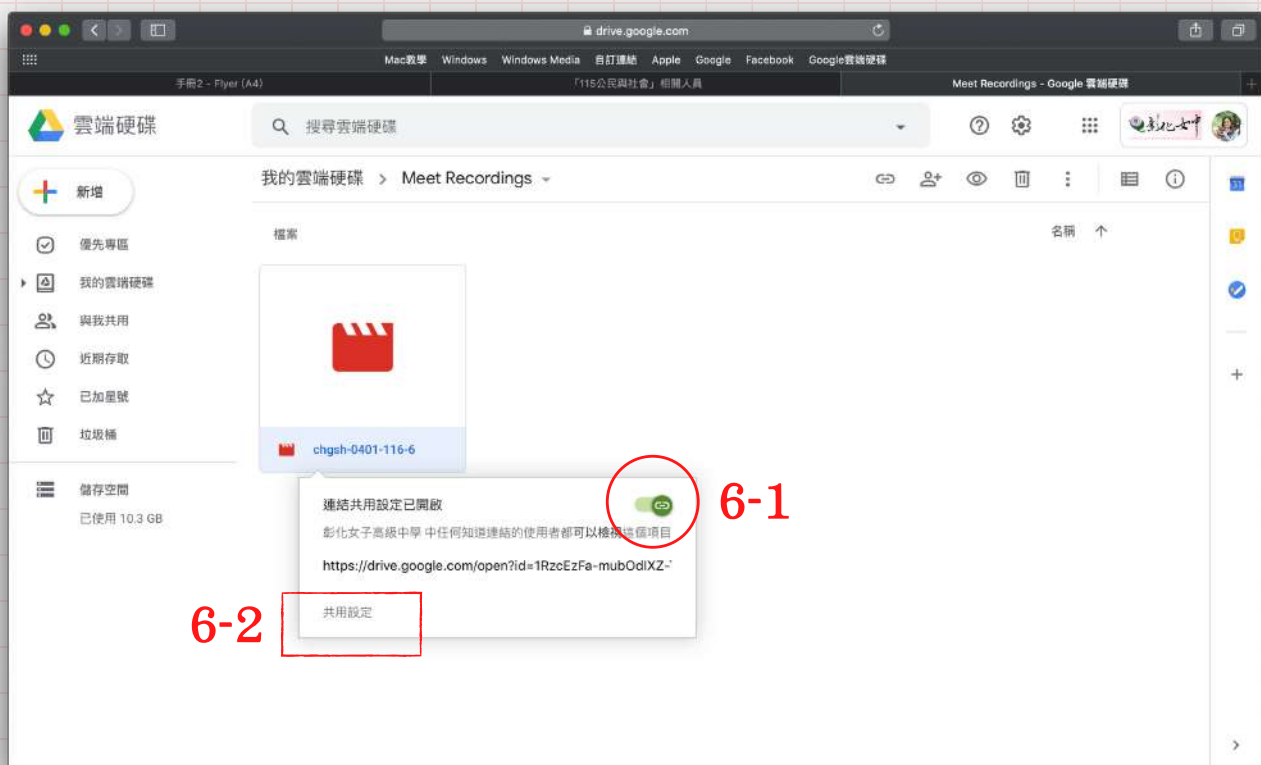 drive.google.com
Mac教學 Windows Windows Media 自訂連結 Apple Google Facebook Google雲端硬碟
手冊2 - Flyer (A4) 「115公民與社會」相關人員 Meet Recordings - Google 雲端硬碟
雲端硬碟 搜尋雲端硬碟 彰化女中
新增 我的雲端硬碟 > Meet Recordings
31
優先專區 檔案 名稱
我的雲端硬碟
與我共用
近期存取
已加星號
垃圾桶
chgsh-0401-116-6
儲存空間
已使用 10.3 GB
連結共用設定已開啟
6-1
彰化女子高級中學 中任何知道連結的使用者都可以檢視這個項目
https://drive.google.com/open?id=1RzcEzFa-mubOdIXZ-
6-2
共用設定